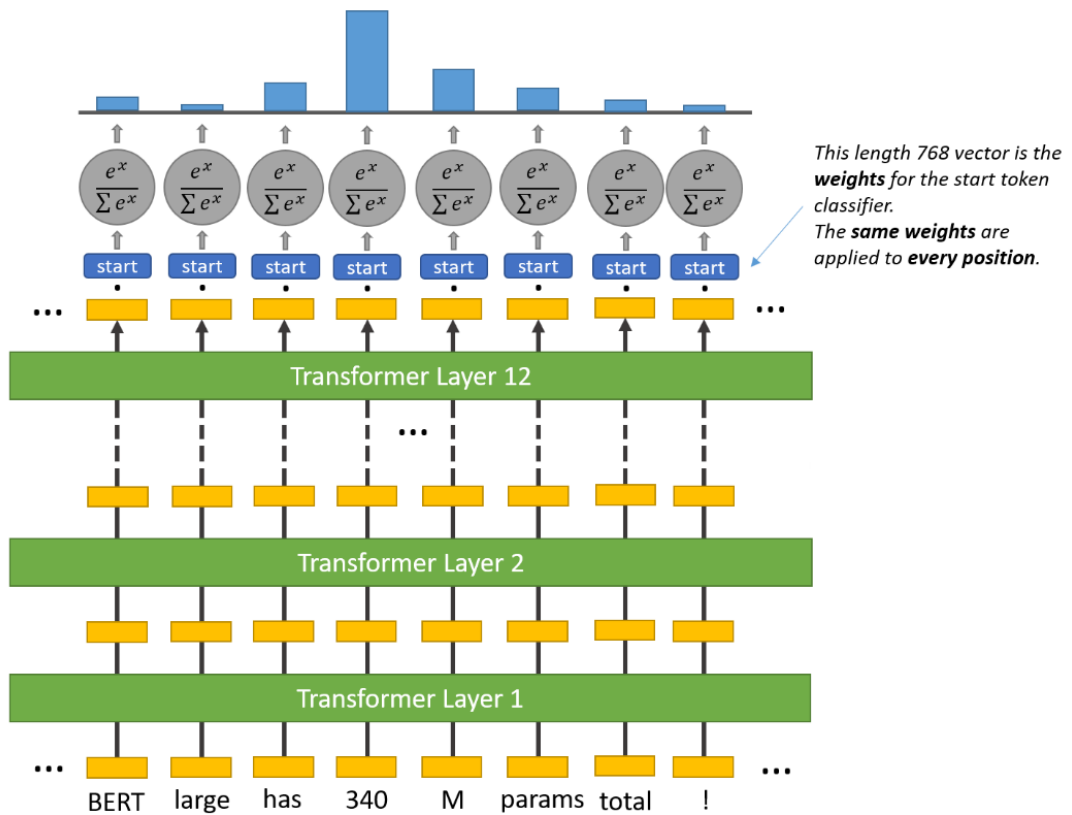 e^x e^x e^x e^x e^x e^x e^x e^x
∑ e^x ∑ e^x ∑ e^x ∑ e^x ∑ e^x ∑ e^x ∑ e^x ∑ e^x
This length 768 vector is the
weights for the start token
classifier.
The same weights are
applied to every position.
start start start start start start start start
... ...
Transformer Layer 12
...
Transformer Layer 2
Transformer Layer 1
... ...
BERT large has 340 M params total !